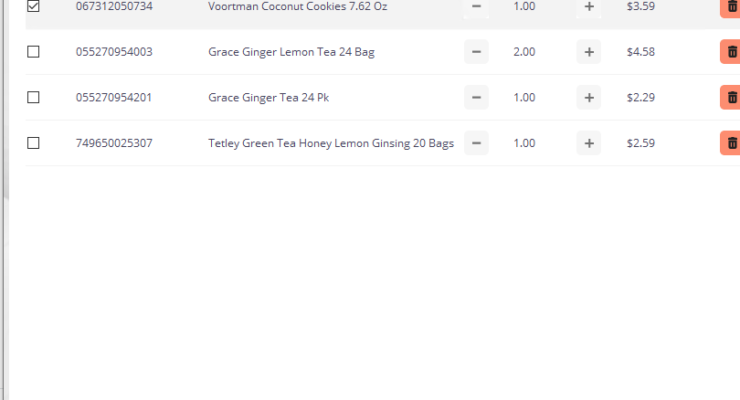 067312050734 Voortman Coconut Cookies 7.62 Oz − 1.00 + $3.59
055270954003 Grace Ginger Lemon Tea 24 Bag − 2.00 + $4.58
055270954201 Grace Ginger Tea 24 Pk − 1.00 + $2.29
749650025307 Tetley Green Tea Honey Lemon Ginsing 20 Bags − 1.00 + $2.59